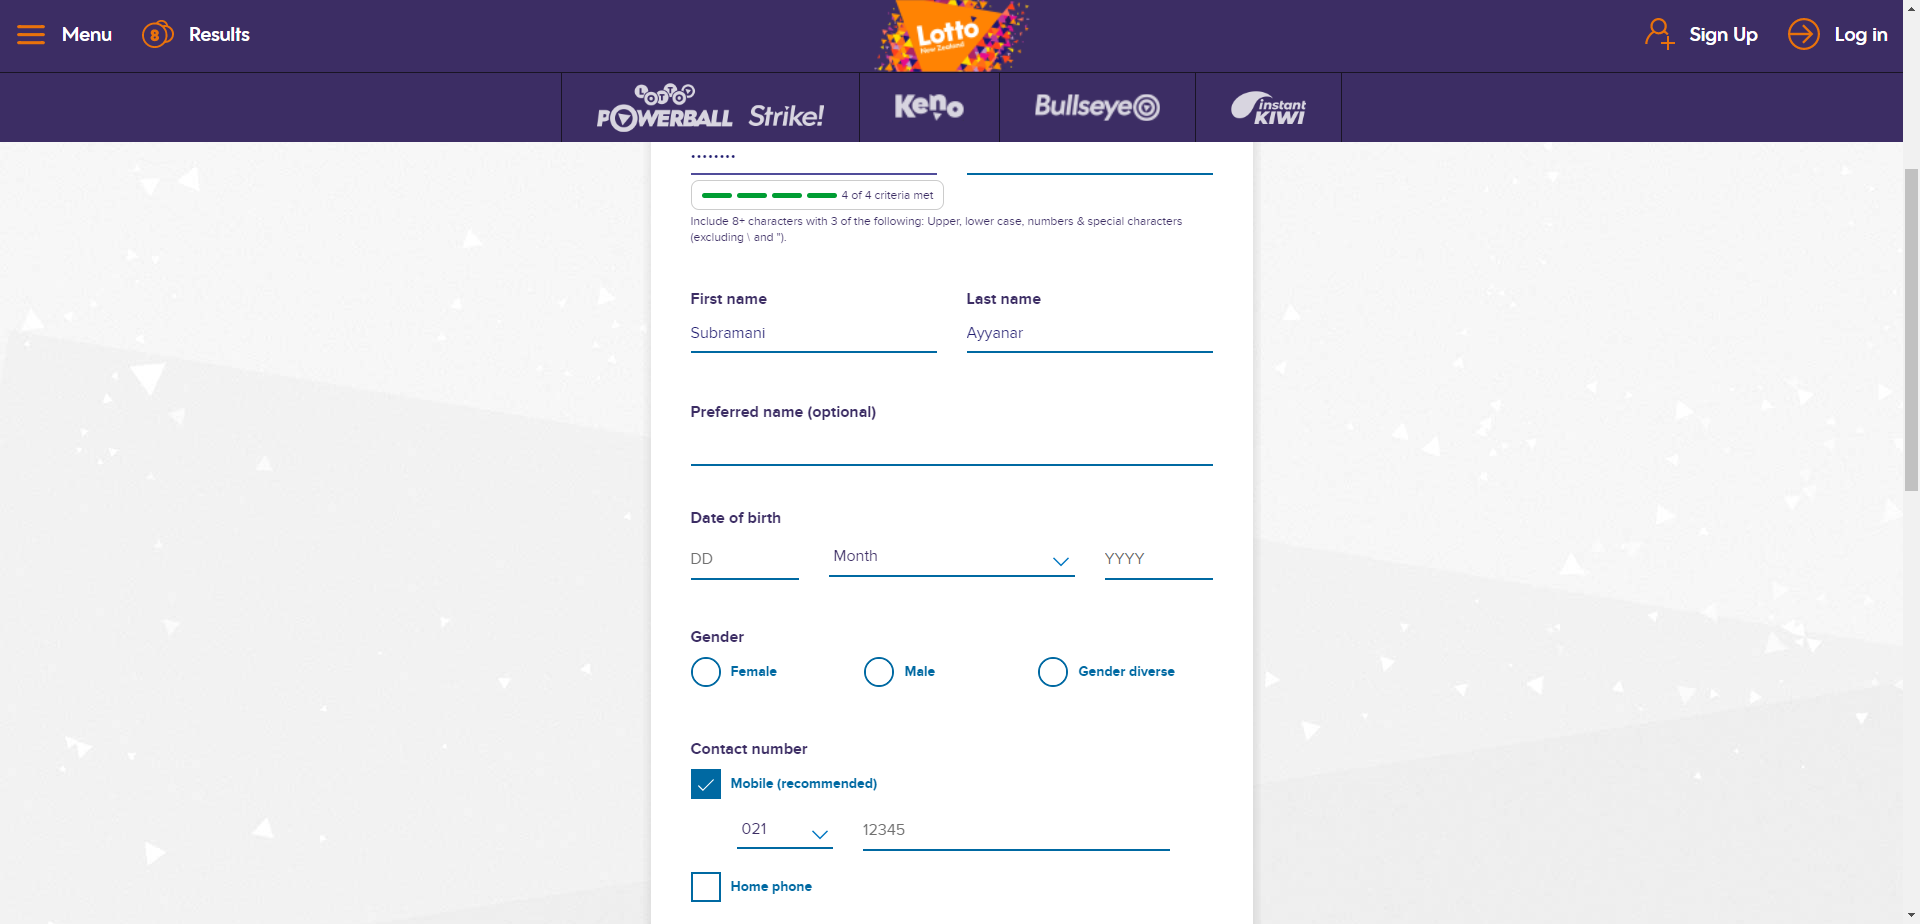 Menu
8
Results
Lotto
New Zealand
Sign Up
Log in
LOTTO
POWERBALL Strike!
Keno
Bullseye
instant
KIWI
••••••••
4 of 4 criteria met
Include 8+ characters with 3 of the following: Upper, lower case, numbers & special characters
(excluding \ and ").
First name
Last name
Subramani
Ayyanar
Preferred name (optional)
Date of birth
DD
Month
YYYY
Gender
Female
Male
Gender diverse
Contact number
Mobile (recommended)
021
12345
Home phone